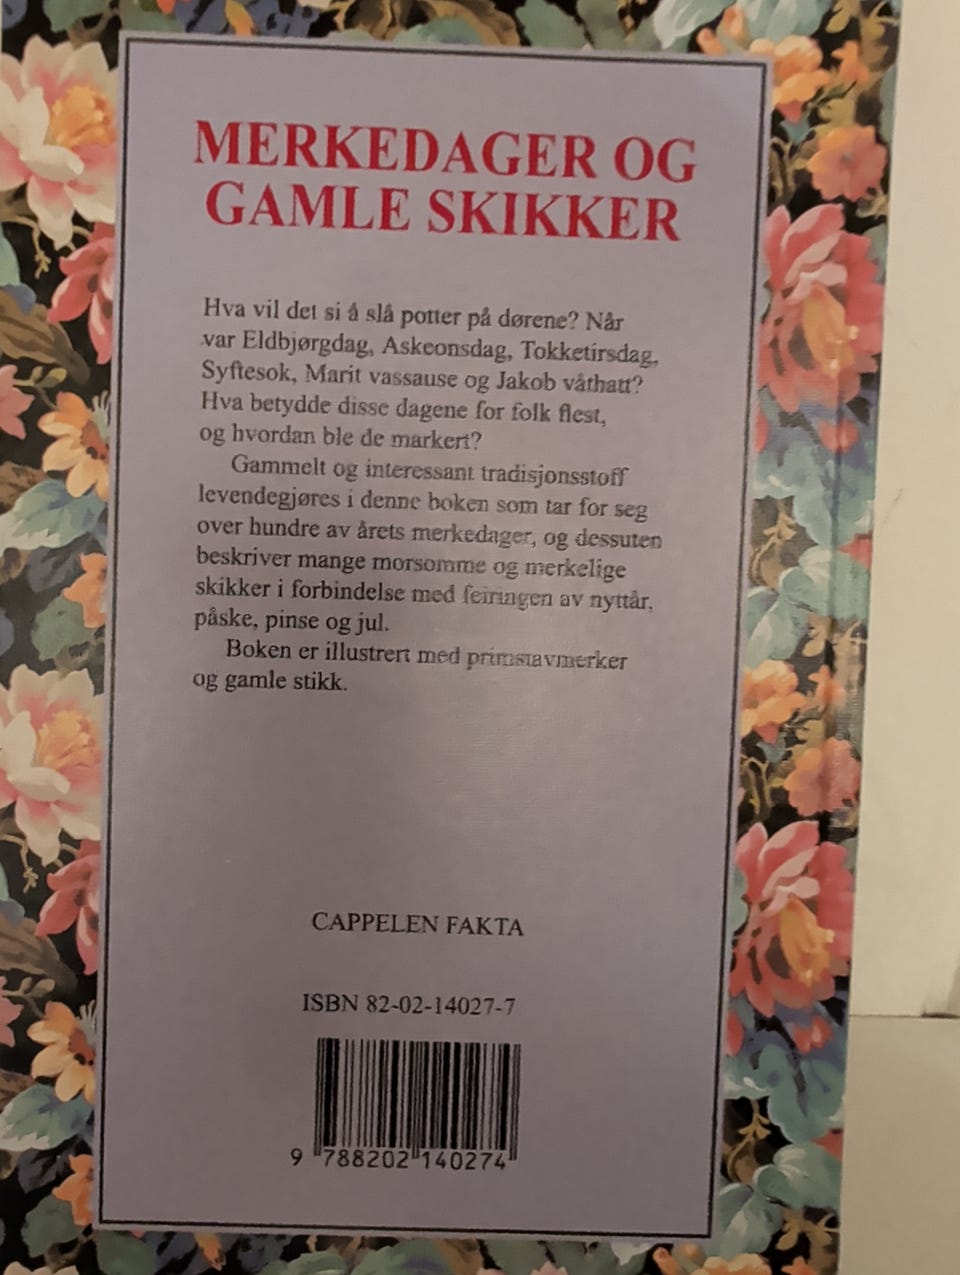 MERKEDAGER OG
GAMLE SKIKKER
Hva vil det si å slå potter på dørene? Når
var Eldbjørgdag, Askeonsdag, Tokketirsdag,
Syftesok, Marit vassause og Jakob våthatt?
Hva betydde disse dagene for folk flest,
og hvordan ble de markert?
Gammelt og interessant tradisjonsstoff
levendegjøres i denne boken som tar for seg
over hundre av årets merkedager, og dessuten
beskriver mange morsomme og merkelige
skikker i forbindelse med feiringen av nyttår,
påske, pinse og jul.
Boken er illustrert med primstavmerker
og gamle stikk.
CAPPELEN FAKTA
ISBN 82-02-14027-7
9 788202 140274